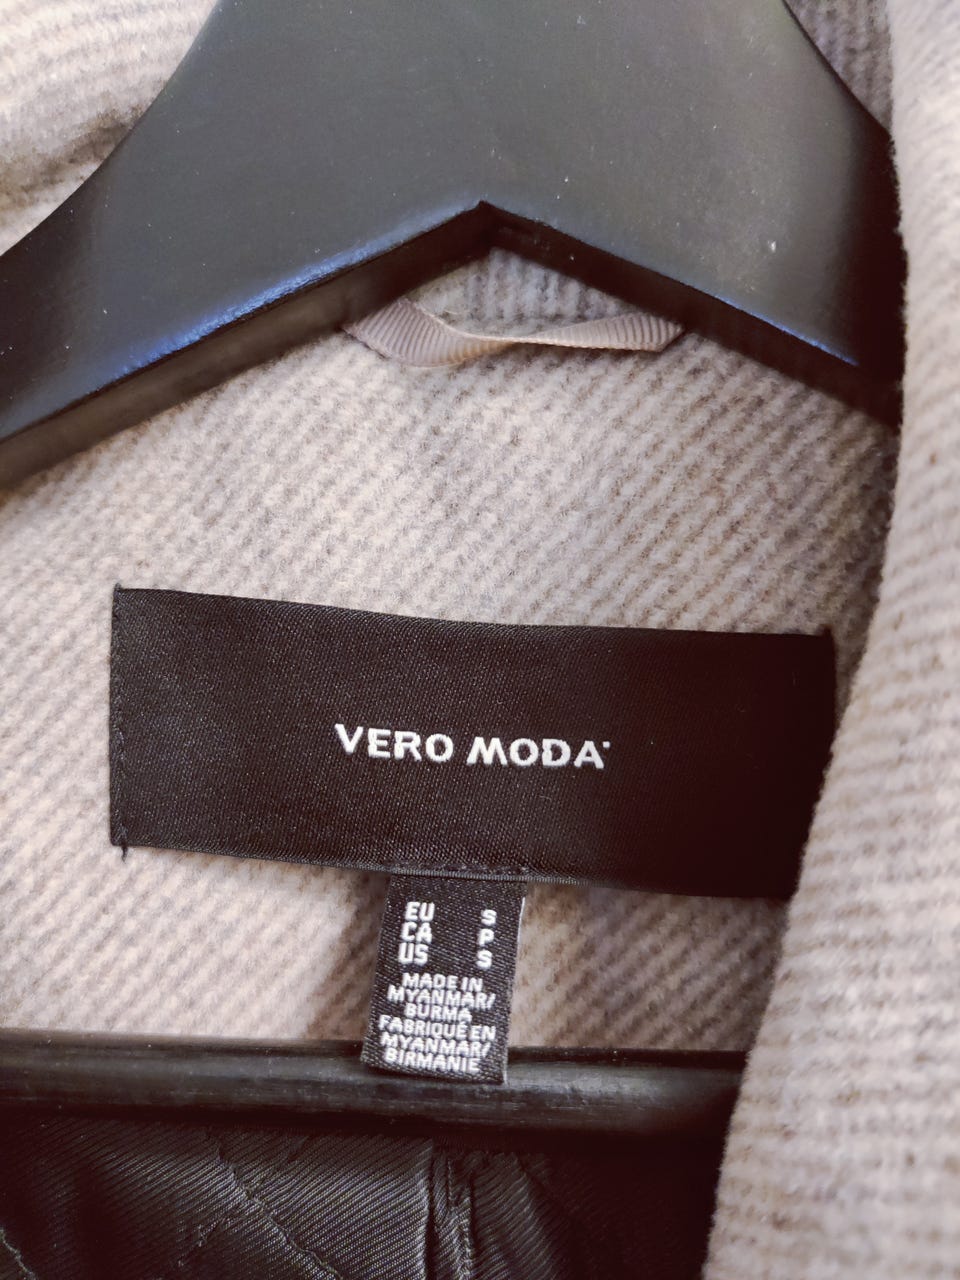 VERO MODA
EU S
CA P
US S
MADE IN
MYANMAR/
BURMA
FABRIQUÉ EN
MYANMAR/
BIRMANIE